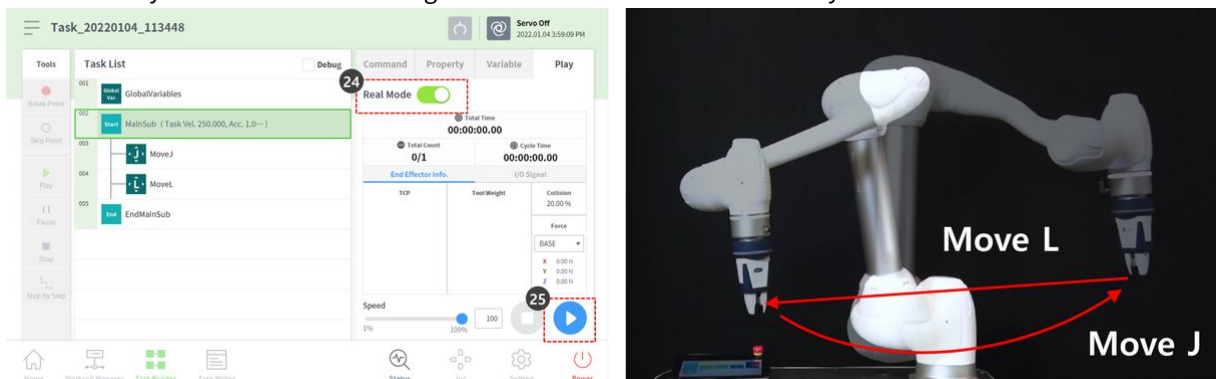 Task_20220104_113448
Servo Off
2022.01.04 3:59:09 PM
Tools
Task List
Debug
Command
Property
Variable
Play
24
Break Point
001
Global Var.
GlobalVariables
Real Mode
Skip Point
002
Start
MainSub ( Task Vel. 250.000, Acc. 1.0··· )
Total Time
00:00:00.00
003
J
MoveJ
Total Count
0/1
Cycle Time
00:00:00.00
Play
004
L
MoveL
End Effector Info.
I/O Signal
Pause
005
End
EndMainSub
TCP
Tool Weight
Collision
20.00 %
Force
BASE
Stop
X 0.00 N
Y 0.00 N
Z 0.00 N
Step by Step
Speed
25
1%
100%
100
Status
Setting
Power
Move L
Move J